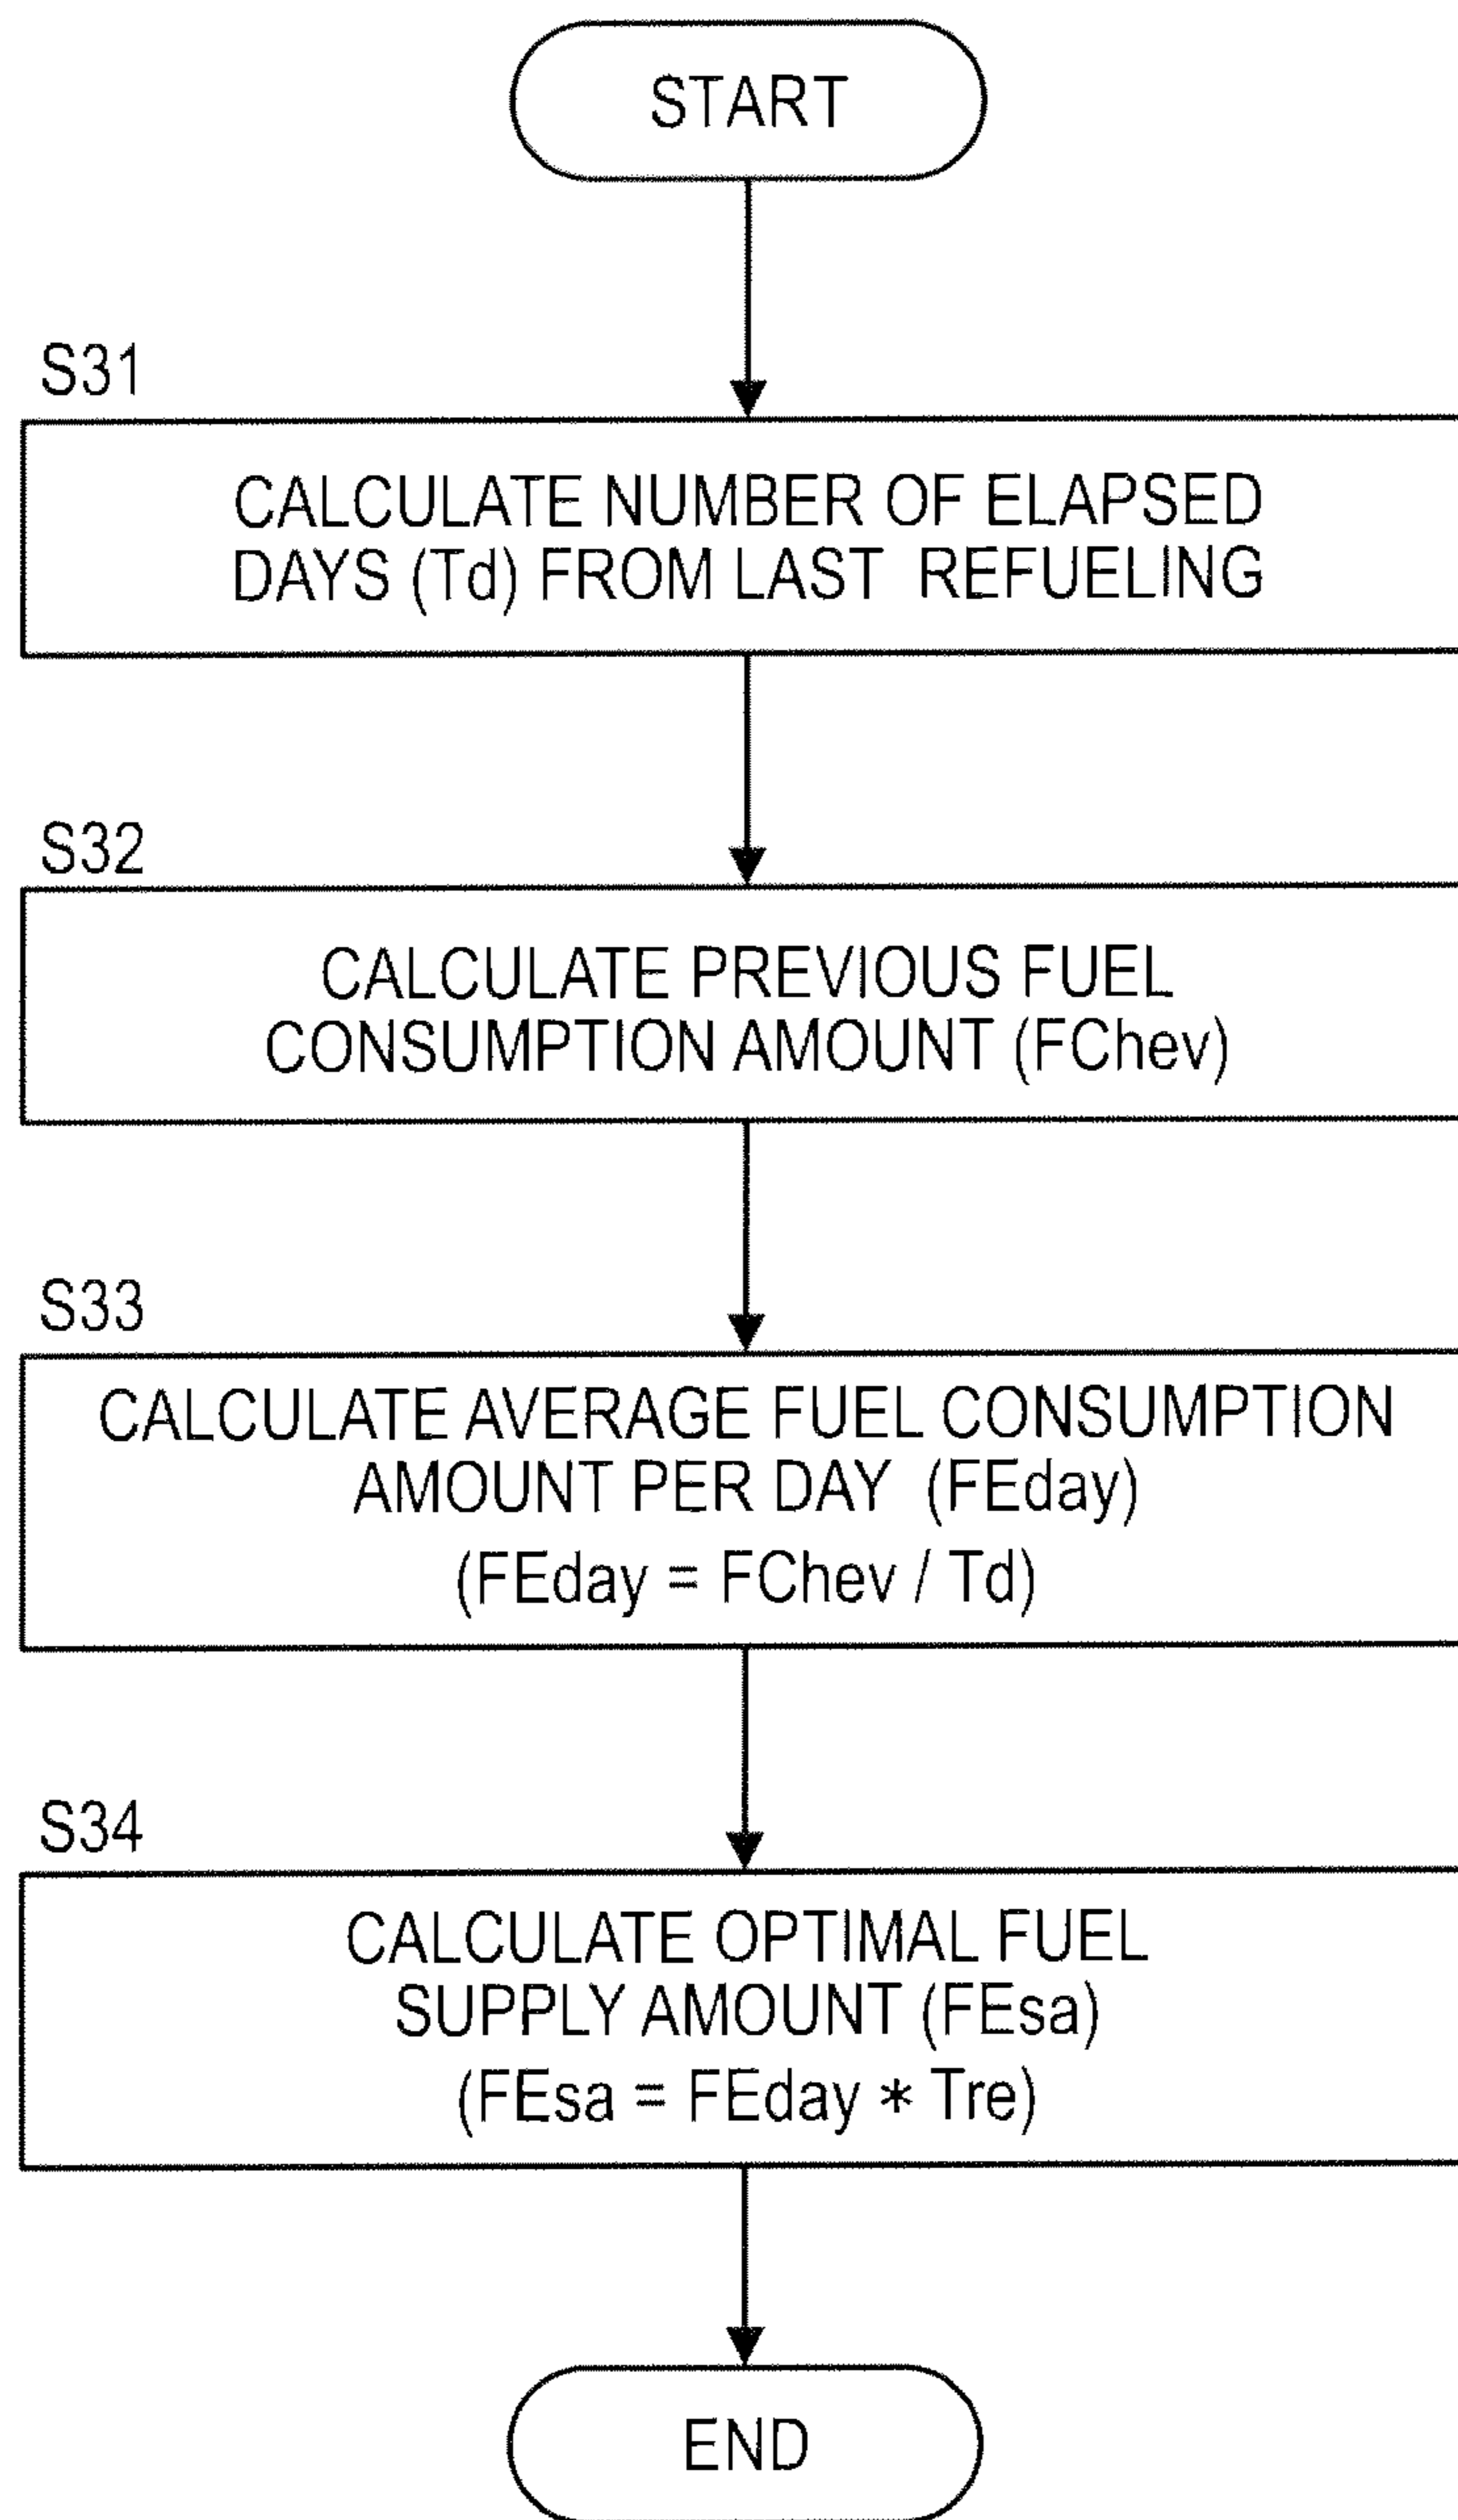 START
S31
CALCULATE NUMBER OF ELAPSED
DAYS (Td) FROM LAST REFUELING
S32
CALCULATE PREVIOUS FUEL
CONSUMPTION AMOUNT (FChev)
S33
CALCULATE AVERAGE FUEL CONSUMPTION
AMOUNT PER DAY (FEday)
(FEday = FChev / Td)
S34
CALCULATE OPTIMAL FUEL
SUPPLY AMOUNT (FEsa)
(FEsa = FEday * Tre)
END